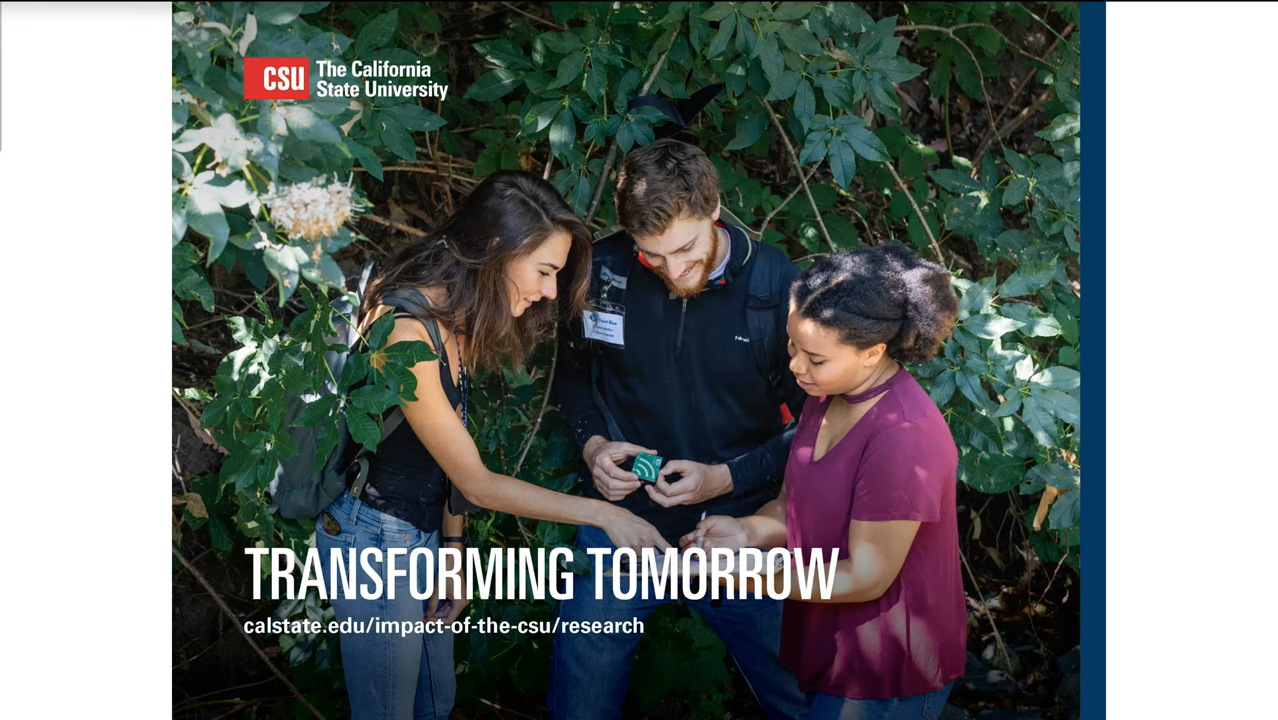 CSU The California
State University
TRANSFORMING TOMORROW
calstate.edu/impact-of-the-csu/research